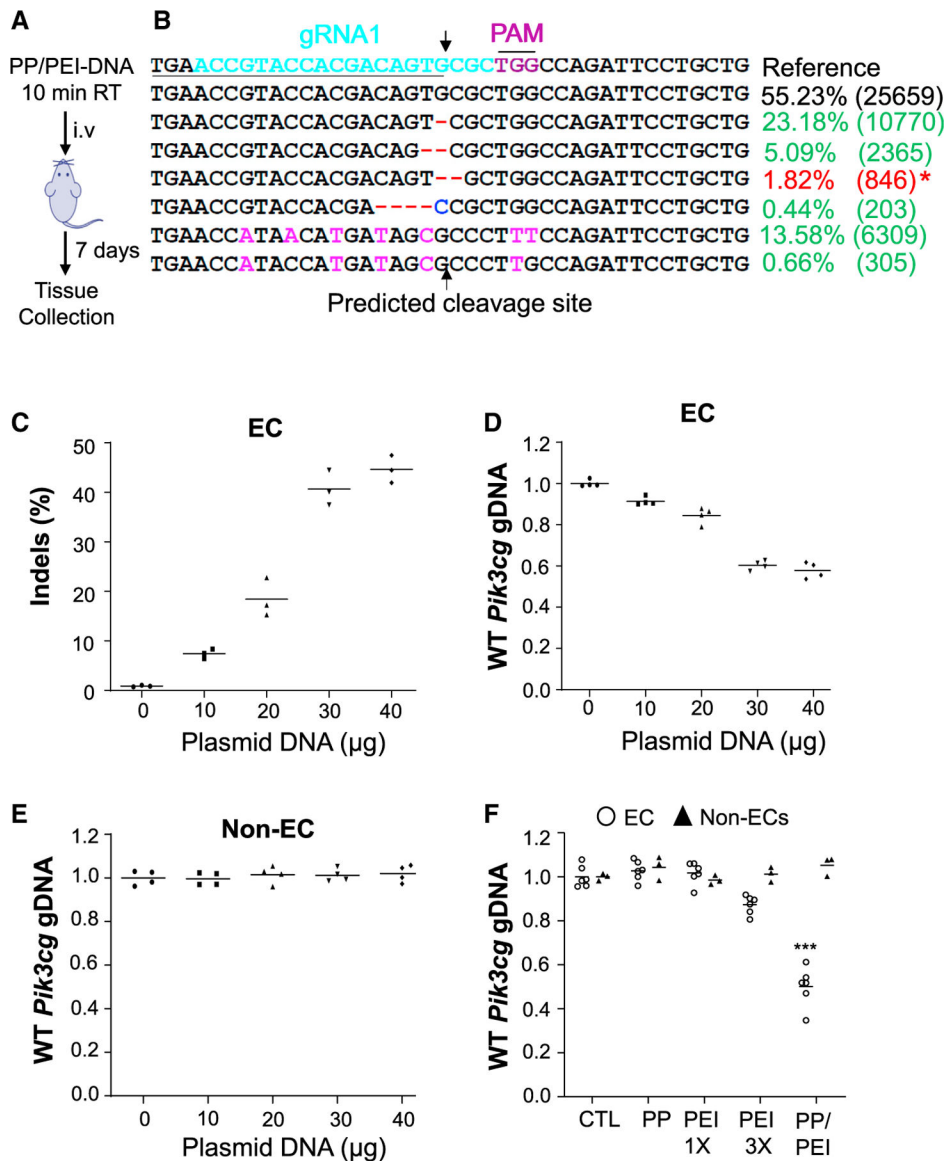 A
PP/PEI-DNA
10 min RT
i.v
7 days
Tissue
Collection
B
gRNA1
PAM
TGAACCGTACCACGACAGTGCGCTGGCCAGATTCCTGCTG Reference
TGAACCGTACCACGACAGTGCGCTGGCCAGATTCCTGCTG 55.23% (25659)
TGAACCGTACCACGACAGT-CGCTGGCCAGATTCCTGCTG 23.18% (10770)
TGAACCGTACCACGACAG--CGCTGGCCAGATTCCTGCTG 5.09% (2365)
TGAACCGTACCACGACAGT--GCTGGCCAGATTCCTGCTG 1.82% (846)*
TGAACCGTACCACGA----CCGCTGGCCAGATTCCTGCTG 0.44% (203)
TGAACCATAACATGATAGCGCCCTTCCAGATTCCTGCTG 13.58% (6309)
TGAACCATACCATGATAGCGCCCTGCCAGATTCCTGCTG 0.66% (305)
Predicted cleavage site
C
EC
Indels (%)
50
40
30
20
10
0
0 10 20 30 40
Plasmid DNA (µg)
D
EC
WT Pik3cg gDNA
1.2
1.0
0.8
0.6
0.4
0.2
0.0
0 10 20 30 40
Plasmid DNA (µg)
E
Non-EC
WT Pik3cg gDNA
1.2
1.0
0.8
0.6
0.4
0.2
0.0
0 10 20 30 40
Plasmid DNA (µg)
F
EC Non-ECs
WT Pik3cg gDNA
1.2
1.0
0.8
0.6
0.4
0.2
0.0
***
CTL PP PEI PEI PP/
1X 3X PEI